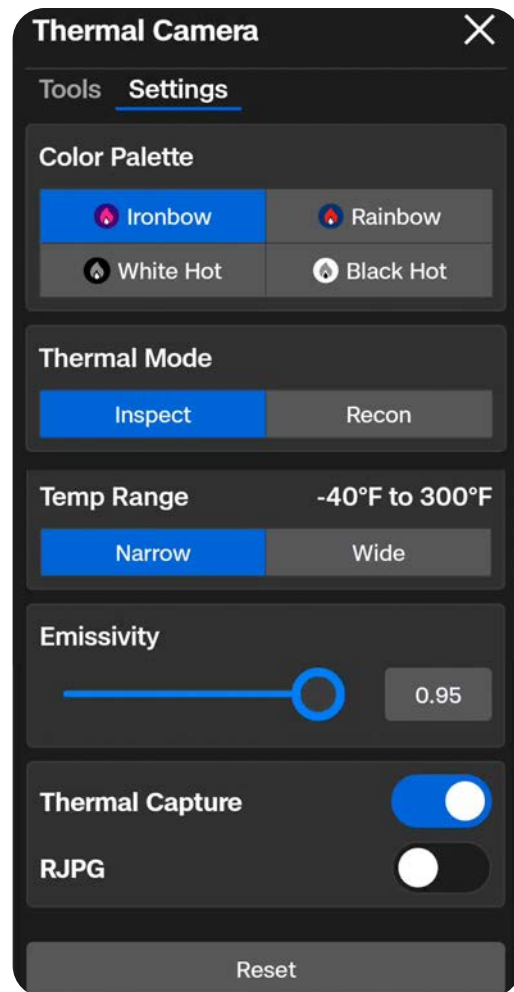 Thermal Camera
Tools Settings
Color Palette
Ironbow Rainbow
White Hot Black Hot
Thermal Mode
Inspect Recon
Temp Range -40°F to 300°F
Narrow Wide
Emissivity
0.95
Thermal Capture
RJPG
Reset